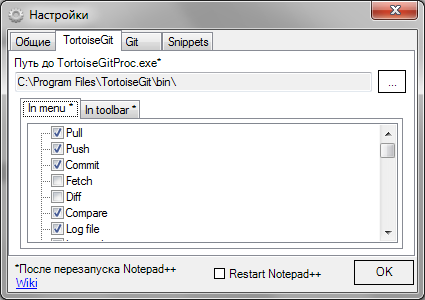 Настройки
Общие TortoiseGit Git Snippets
Путь до TortoiseGitProc.exe*
C:\Program Files\TortoiseGit\bin\ ...
In menu * In toolbar *
Pull
Push
Commit
Fetch
Diff
Compare
Log file
*После перезапуска Notepad++ Restart Notepad++ OK
Wiki